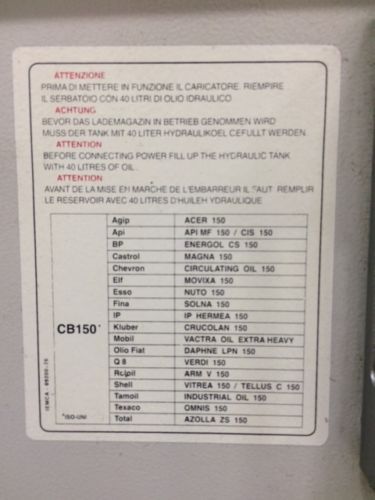 ATTENZIONE
PRIMA DI METTERE IN FUNZIONE IL CARICATORE. RIEMPIRE
IL SERBATOIO CON 40 LITRI DI OLIO IDRAULICO
ACHTUNG
BEVOR DAS LADEMAGAZIN IN BETRIEB GENOMMEN WIRD
MUSS DER TANK MIT 40 LITER HYDRAULIKOEL CEFULLT WERDEN.
ATTENTION
BEFORE CONNECTING POWER FILL UP THE HYDRAULIC TANK
WITH 40 LITRES OF OIL.
ATTENTION
AVANT DE LA MISE EN MARCHE DE L'EMBARREUR IL FAUT REMPLIR
LE RESERVOIR AVEC 40 LITRES D'HUILEH YDRAULIQUE
CB150*
Agip ACER 150
Api API MF 150 / CIS 150
BP ENERGOL CS 150
Castrol MAGNA 150
Chevron CIRCULATING OIL 150
Elf MOVIXA 150
Esso NUTO 150
Fina SOLNA 150
IP IP HERMEA 150
Kluber CRUCOLAN 150
Mobil VACTRA OIL EXTRA HEAVY
Olio Fiat DAPHNE LPN 150
Q 8 VERDI 150
ARM V 150
Shell VITREA 150 / TELLUS C 150
Tamoil INDUSTRIAL OIL 150
Texaco OMNIS 150
Total AZOLLA ZS 150
*ISO-UNI
IEMCA